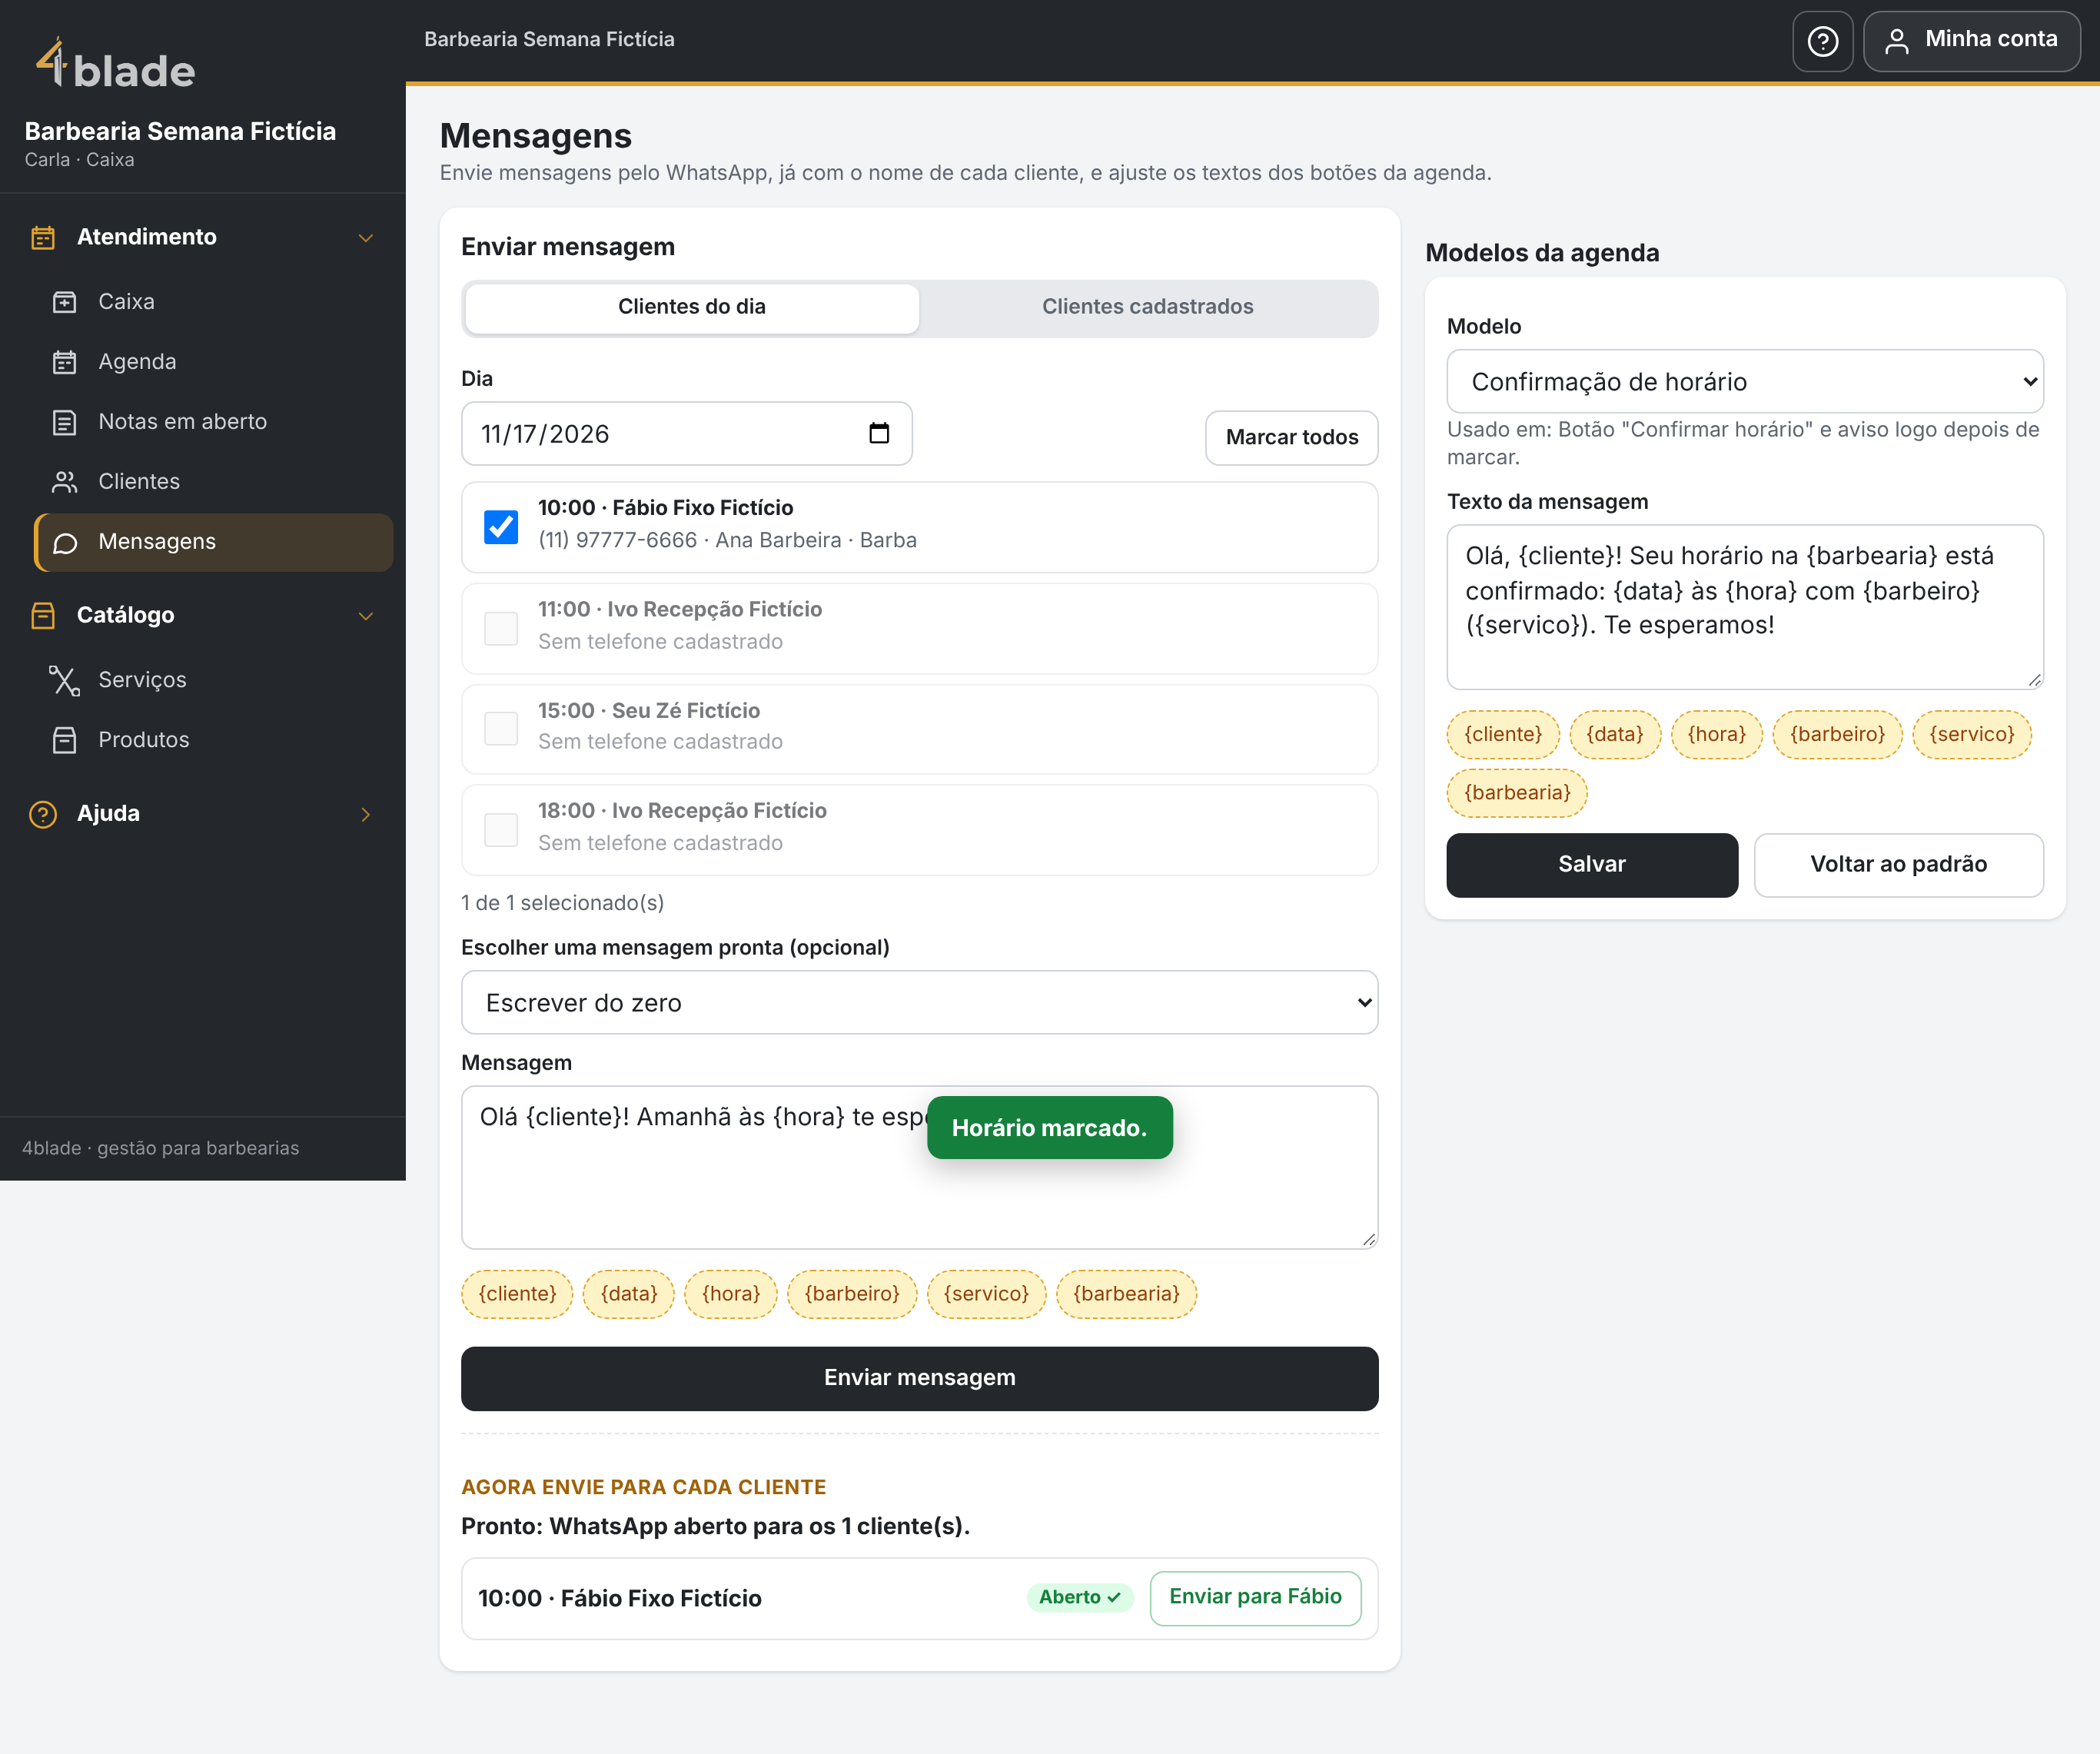 4blade
Barbearia Semana Fictícia
Carla · Caixa
Atendimento
Caixa
Agenda
Notas em aberto
Clientes
Mensagens
Catálogo
Serviços
Produtos
Ajuda
4blade · gestão para barbearias
Barbearia Semana Fictícia
Minha conta
Mensagens
Envie mensagens pelo WhatsApp, já com o nome de cada cliente, e ajuste os textos dos botões da agenda.
Enviar mensagem
Clientes do dia
Clientes cadastrados
Dia
11/17/2026
Marcar todos
10:00 · Fábio Fixo Fictício
(11) 97777-6666 · Ana Barbeira · Barba
11:00 · Ivo Recepção Fictício
Sem telefone cadastrado
15:00 · Seu Zé Fictício
Sem telefone cadastrado
18:00 · Ivo Recepção Fictício
Sem telefone cadastrado
1 de 1 selecionado(s)
Escolher uma mensagem pronta (opcional)
Escrever do zero
Mensagem
Olá {cliente}! Amanhã às {hora} te
Horário marcado.
{cliente} {data} {hora} {barbeiro} {servico} {barbearia}
Enviar mensagem
AGORA ENVIE PARA CADA CLIENTE
Pronto: WhatsApp aberto para os 1 cliente(s).
10:00 · Fábio Fixo Fictício
Aberto ✓
Enviar para Fábio
Modelos da agenda
Modelo
Confirmação de horário
Usado em: Botão "Confirmar horário" e aviso logo depois de
marcar.
Texto da mensagem
Olá, {cliente}! Seu horário na {barbearia} está
confirmado: {data} às {hora} com {barbeiro}
({servico}). Te esperamos!
{cliente} {data} {hora} {barbeiro} {servico}
{barbearia}
Salvar
Voltar ao padrão